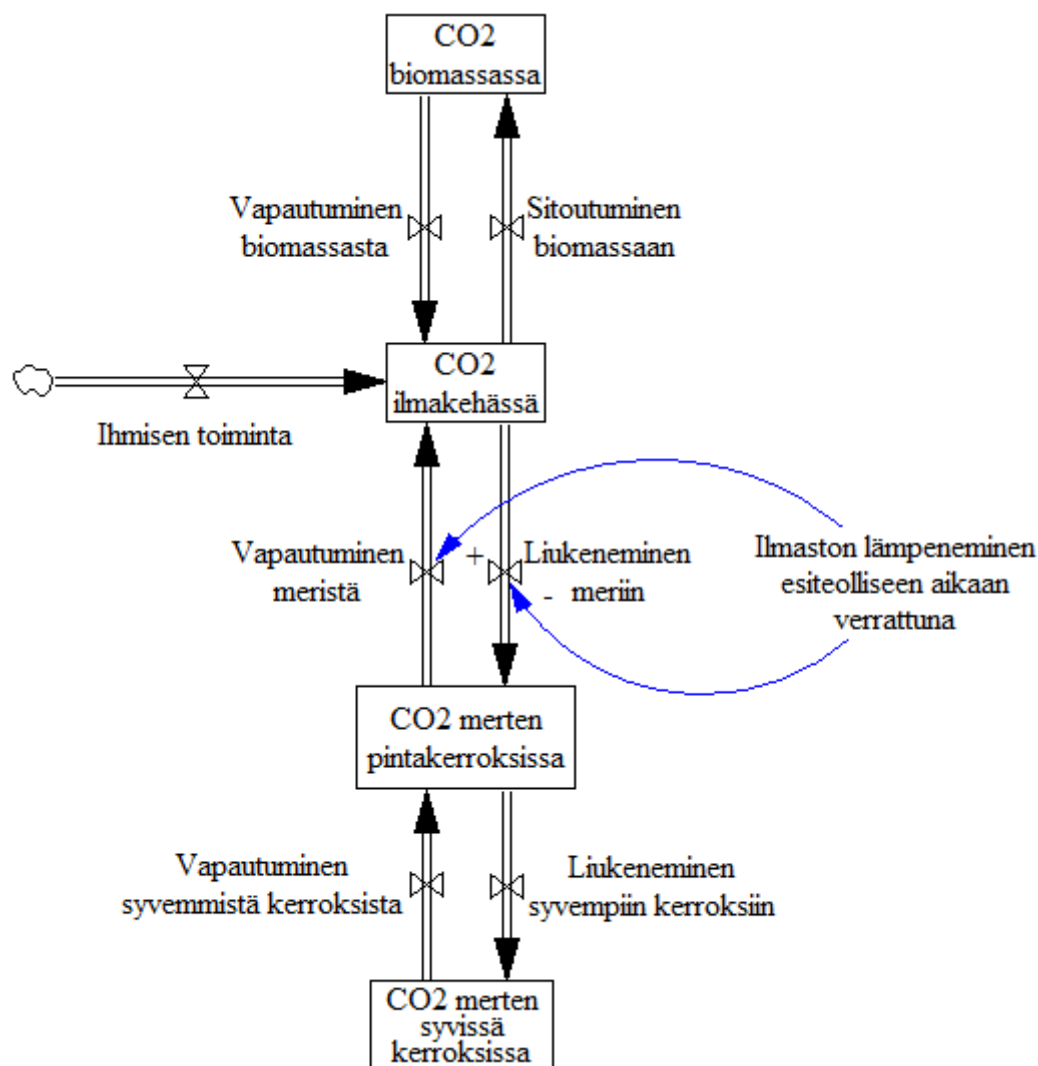 CO2
biomassassa
Vapautuminen
biomassasta
Sitoutuminen
biomassaan
CO2
ilmakehässä
Ihmisen toiminta
Vapautuminen
meristä
+
Liukeneminen
- meriin
Ilmaston lämpeneminen
esiteolliseen aikaan
verrattuna
CO2 merten
pintakerroksissa
Vapautuminen
syvemmistä kerroksista
Liukeneminen
syvempiin kerroksiin
CO2 merten
syvissä
kerroksissa